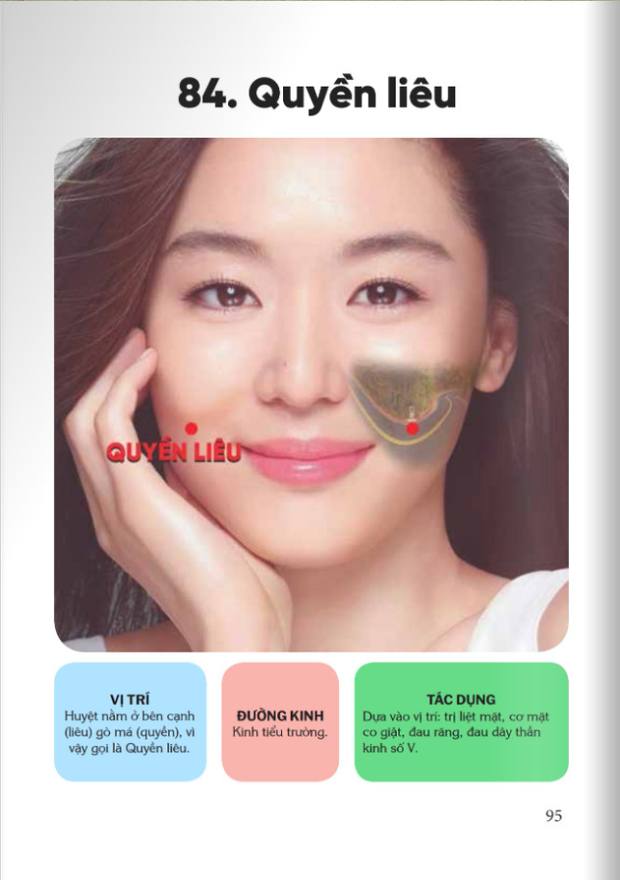 84. Quyền liêu
QUYỀN LIÊU
VỊ TRÍ
Huyệt nằm ở bên cạnh
(liêu) gò má (quyền), vì
vậy gọi là Quyền liêu.
ĐƯỜNG KINH
Kinh tiểu trường.
TÁC DỤNG
Dựa vào vị trí: trị liệt mặt, cơ mặt
co giật, đau răng, đau dây thần
kinh số V.
95